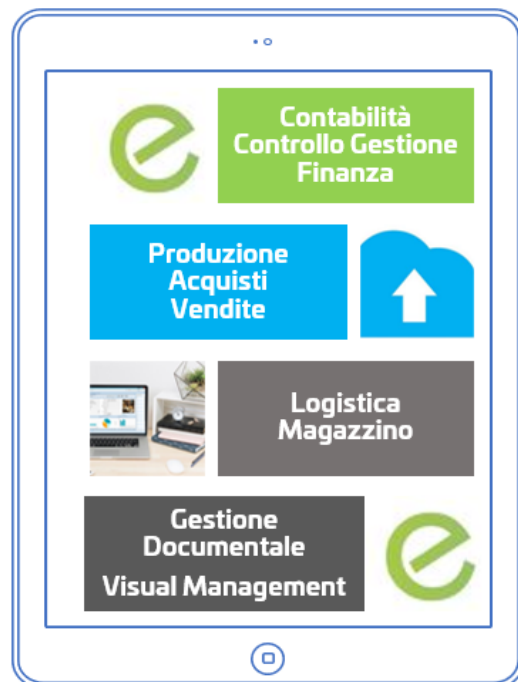 Contabilità
Controllo Gestione
Finanza
Produzione
Acquisti
Vendite
Logistica
Magazzino
Gestione
Documentale
Visual Management